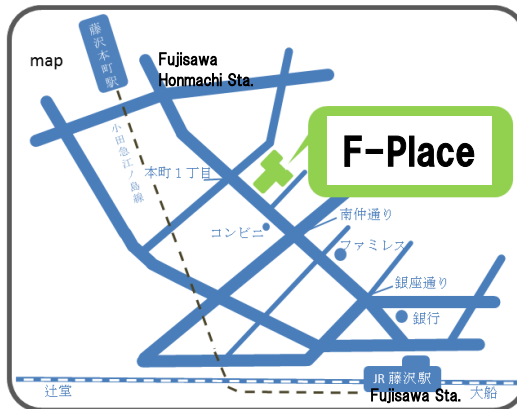 map
藤沢本町駅
Fujisawa
Honmachi Sta.
小田急江ノ島線
F-Place
本町1丁目
コンビニ
南仲通り
ファミレス
銀座通り
銀行
JR 藤沢駅
Fujisawa Sta.
辻堂
大船